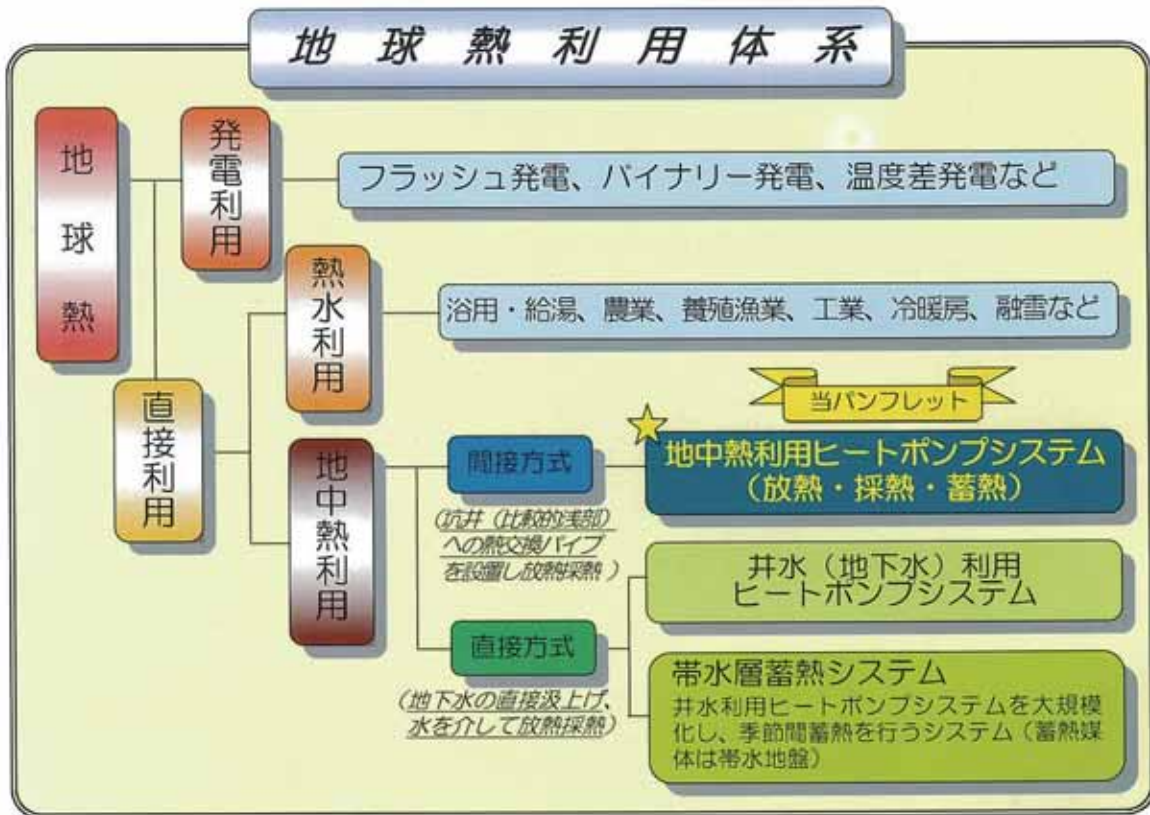 地球熱利用体系
地球熱
発電利用
フラッシュ発電、バイナリー発電、温度差発電など
熱水利用
浴用・給湯、農業、養殖漁業、工業、冷暖房、融雪など
直接利用
地中熱利用
当パンフレット
間接方式
地中熱利用ヒートポンプシステム
(放熱・採熱・蓄熱)
(坑井(比較的浅部)
への熱交換パイプ
を設置し放熱採熱)
井水(地下水)利用
ヒートポンプシステム
直接方式
(地下水の直接汲上げ、
水を介して放熱採熱)
帯水層蓄熱システム
井水利用ヒートポンプシステムを大規模
化し、季節間蓄熱を行うシステム(蓄熱媒
体は帯水地盤)